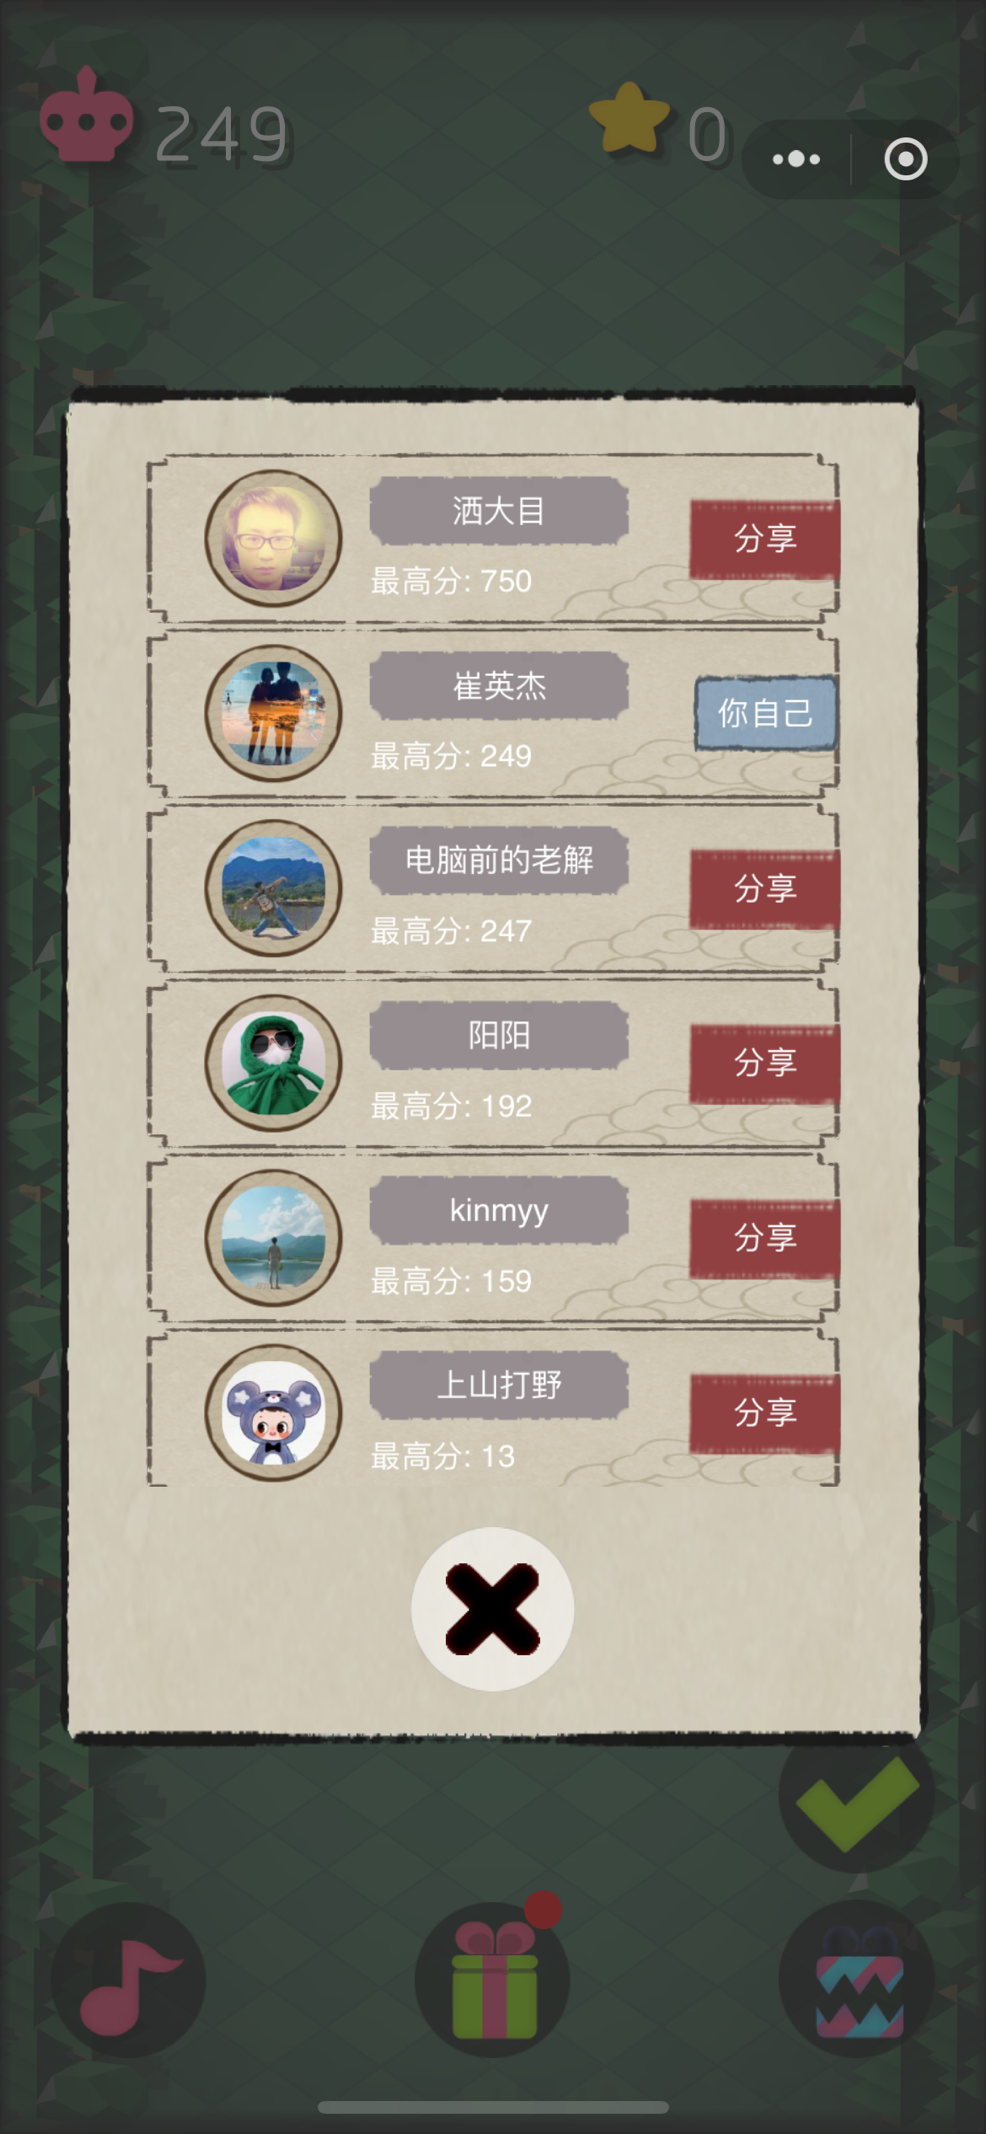 249
0
洒大目
最高分: 750
分享
崔英杰
最高分: 249
你自己
电脑前的老解
最高分: 247
分享
阳阳
最高分: 192
分享
kinmyy
最高分: 159
分享
上山打野
最高分: 13
分享